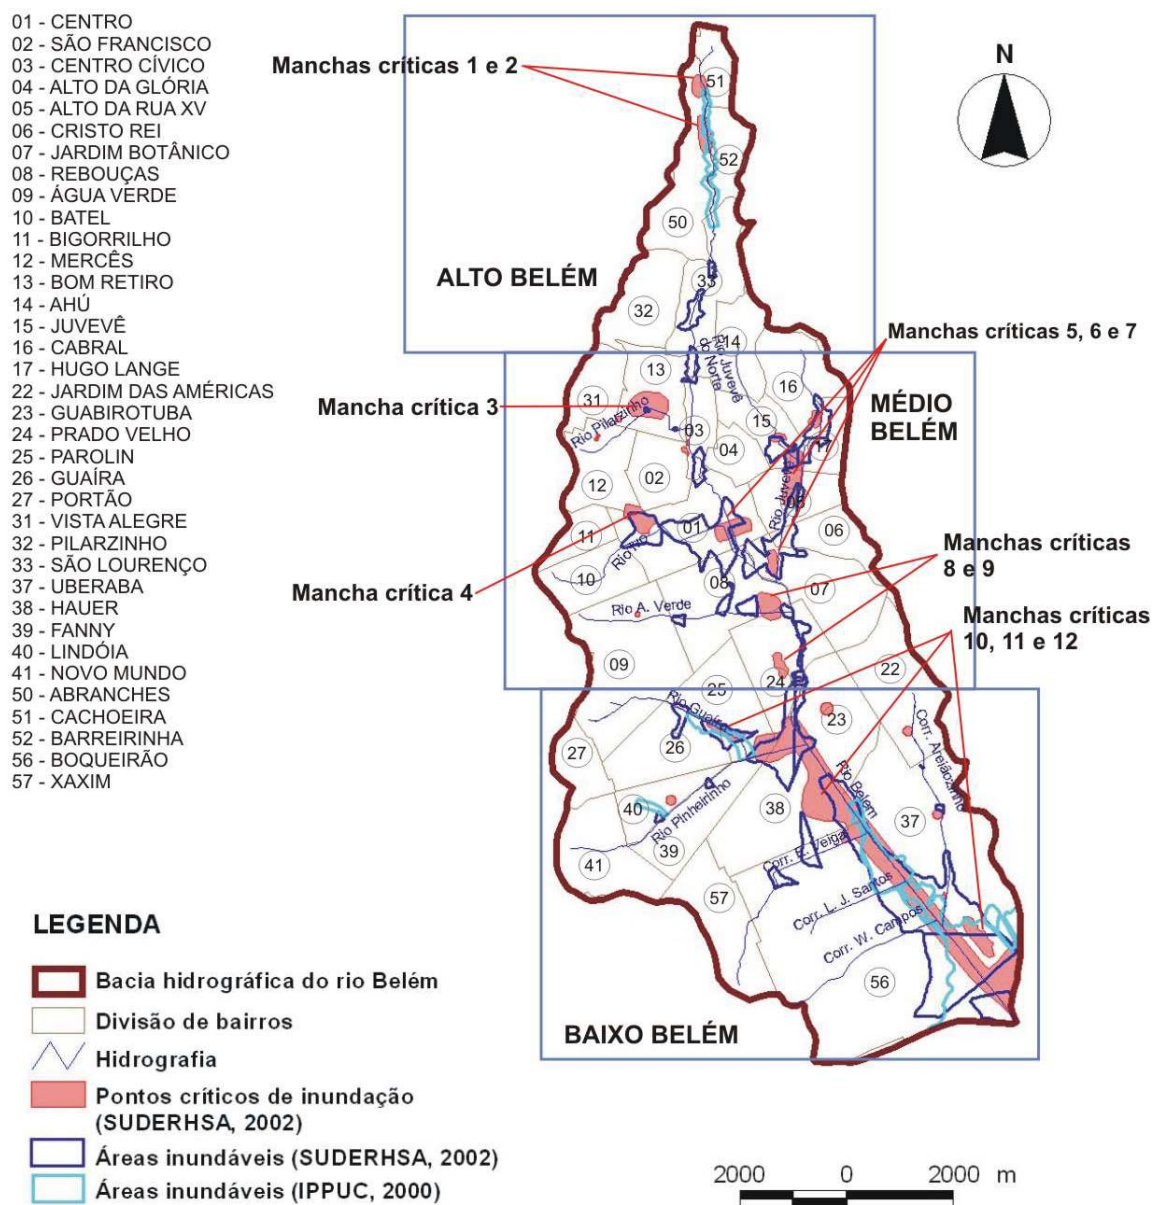 01 - CENTRO
02 - SÃO FRANCISCO
03 - CENTRO CÍVICO
04 - ALTO DA GLÓRIA
05 - ALTO DA RUA XV
06 - CRISTO REI
07 - JARDIM BOTÂNICO
08 - REBOUÇAS
09 - ÁGUA VERDE
10 - BATEL
11 - BIGORRILHO
12 - MERCÊS
13 - BOM RETIRO
14 - AHÚ
15 - JUVEVÊ
16 - CABRAL
17 - HUGO LANGE
22 - JARDIM DAS AMÉRICAS
23 - GUABIROTUBA
24 - PRADO VELHO
25 - PAROLIN
26 - GUAÍRA
27 - PORTÃO
31 - VISTA ALEGRE
32 - PILARZINHO
33 - SÃO LOURENÇO
37 - UBERABA
38 - HAUER
39 - FANNY
40 - LINDÓIA
41 - NOVO MUNDO
50 - ABRANCHES
51 - CACHOEIRA
52 - BARREIRINHA
56 - BOQUEIRÃO
57 - XAXIM
Manchas críticas 1 e 2
N
51
52
50
ALTO BELÉM
33
32
14
Rio Juvevê
do Norte
Manchas críticas 5, 6 e 7
13
16
31
Mancha crítica 3
MÉDIO
BELÉM
Rio Pilarzinho
03
15
17
04
02
12
Rio Juvevê
05
01
06
11
Rio Ivo
10
08
07
Manchas críticas
8 e 9
Mancha crítica 4
Rio A. Verde
Manchas críticas
10, 11 e 12
09
22
24
25
Rio Guaíra
23
26
27
Corr. Areiãozinho
Rio Belém
40
38
37
Rio Pinheirinho
39
41
Corr. E. Veiga
57
Corr. L. J. Santos
Corr. W. Campos
56
BAIXO BELÉM
LEGENDA
Bacia hidrográfica do rio Belém
Divisão de bairros
Hidrografia
Pontos críticos de inundação
(SUDERHSA, 2002)
Áreas inundáveis (SUDERHSA, 2002)
Áreas inundáveis (IPPUC, 2000)
2000 0 2000 m